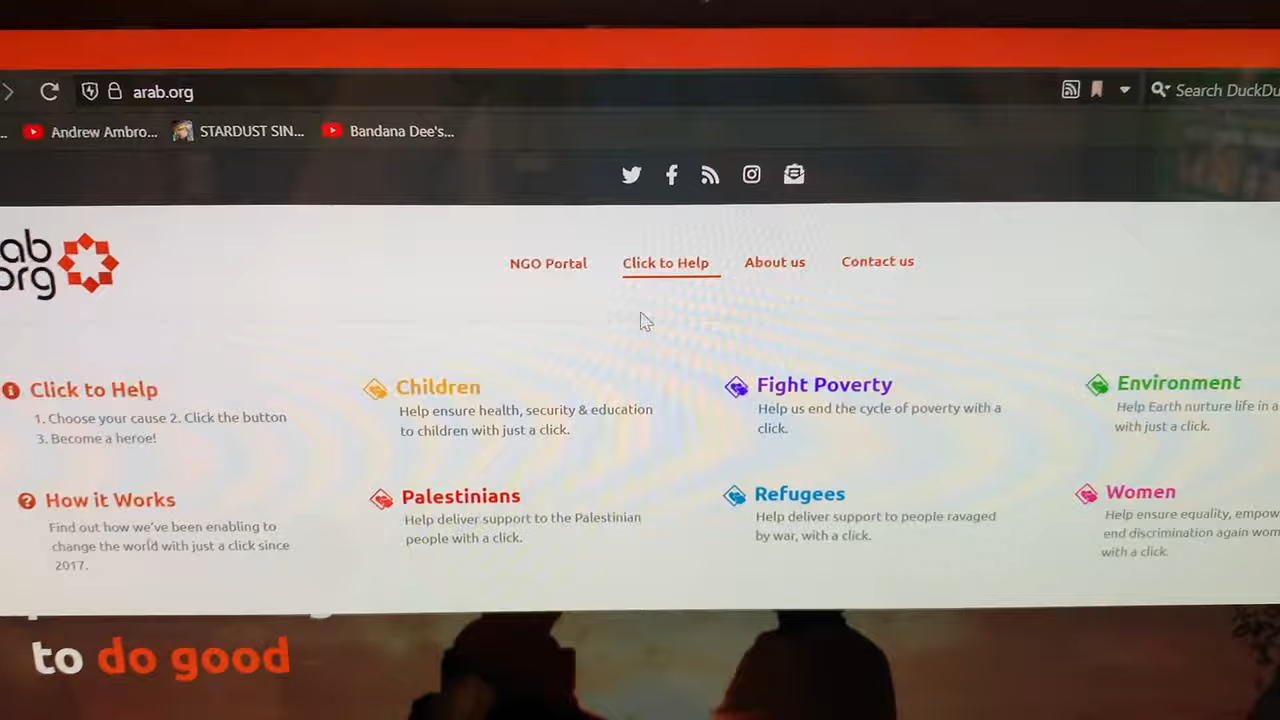 arab.org
Search DuckDu
Andrew Ambro...
STARDUST SIN...
Bandana Dee's...
ab
org
NGO Portal
Click to Help
About us
Contact us
Click to Help
1. Choose your cause 2. Click the button
3. Become a heroe!
Children
Help ensure health, security & education
to children with just a click.
Fight Poverty
Help us end the cycle of poverty with a
click.
Environment
Help Earth nurture life in a
with just a click.
How it Works
Find out how we've been enabling to
change the world with just a click since
2017.
Palestinians
Help deliver support to the Palestinian
people with a click.
Refugees
Help deliver support to people ravaged
by war, with a click.
Women
Help ensure equality, empow
end discrimination again wom
with a click.
to do good